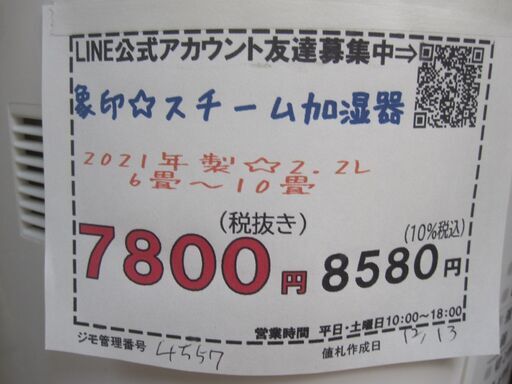 LINE公式アカウント友達募集中⇒
象印☆スチーム加湿器
2021年製☆2.2L
6畳～10畳
(税抜き) (10%税込)
7800円 8580円
営業時間 平日・土曜日10:00～18:00
ジモ管理番号 4557 値札作成日 12/13